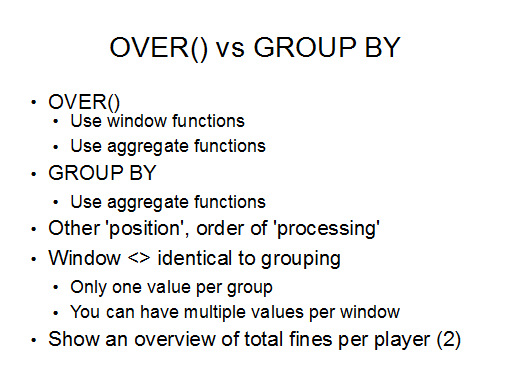 OVER() vs GROUP BY
• OVER()
• Use window functions
• Use aggregate functions
• GROUP BY
• Use aggregate functions
• Other 'position', order of 'processing'
• Window <> identical to grouping
• Only one value per group
• You can have multiple values per window
• Show an overview of total fines per player (2)